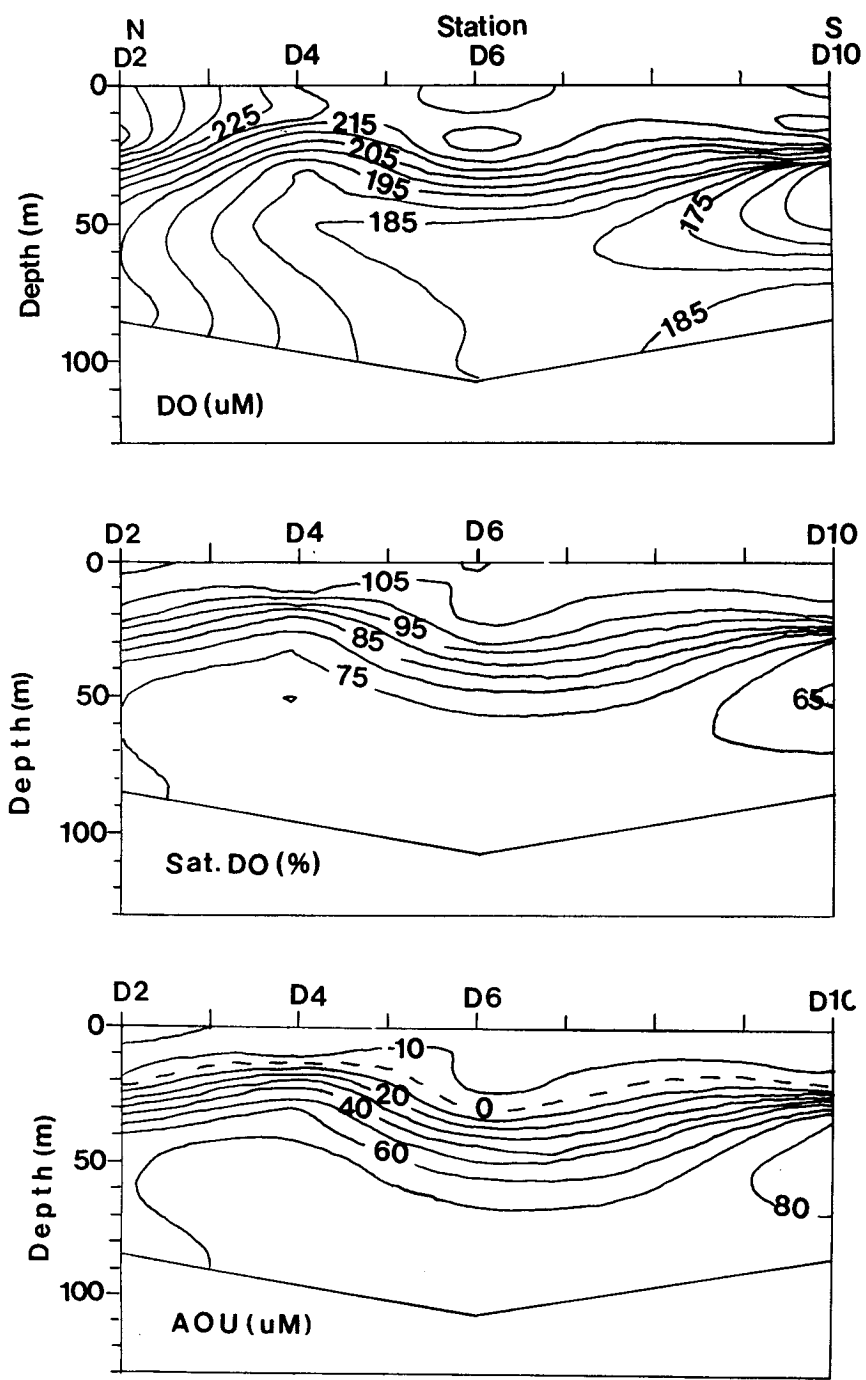 N Station S
D2 D4 D6 D10
0
225 215
205
195
50 185 175
185
100
Depth (m)
DO (uM)
D2 D4 D6 D10
0
105
95
85
75
50 65
100
Depth (m)
Sat. DO (%)
D2 D4 D6 D10
0
-10
20 0
40
60
50
80
100
Depth (m)
AOU (uM)